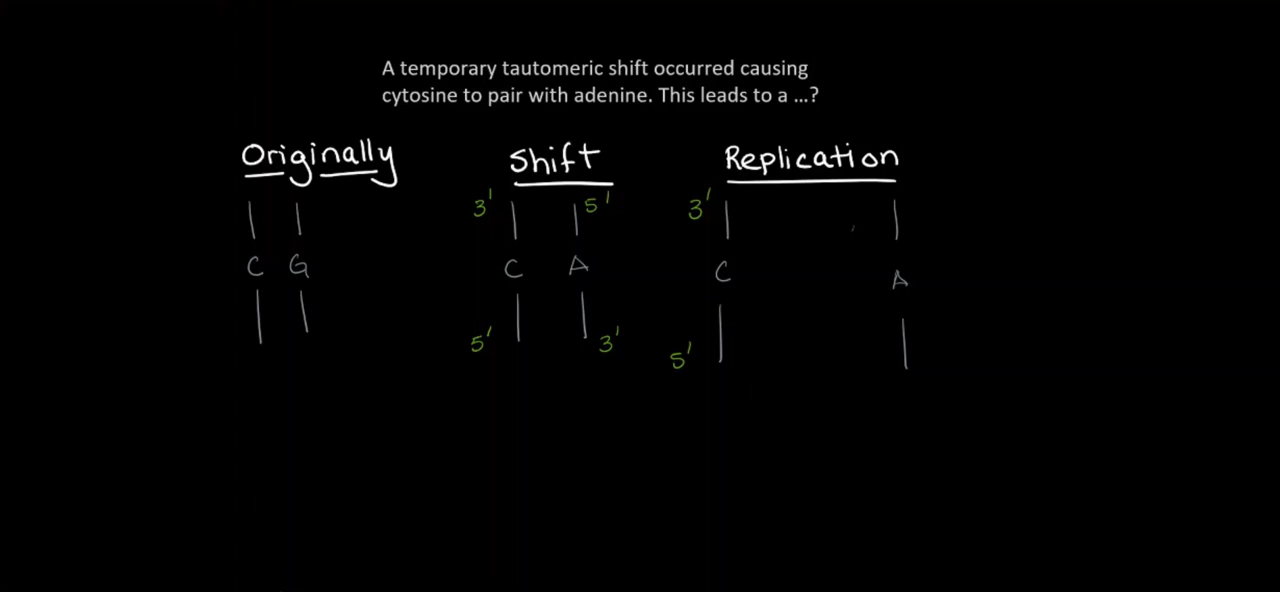 A temporary tautomeric shift occurred causing
cytosine to pair with adenine. This leads to a ...?
Originally Shift Replication
3' 5' 3'
C G C A C A
5' 3' 5'